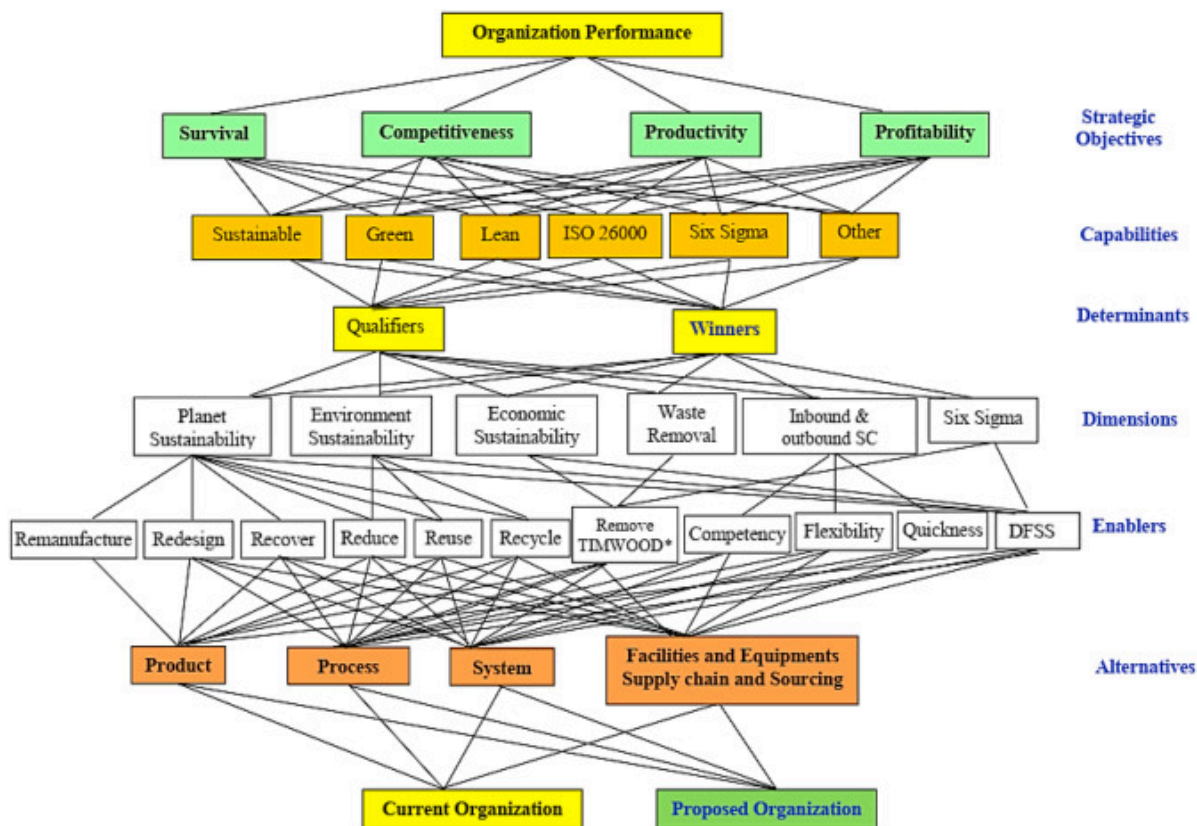 Organization Performance
Survival
Competitiveness
Productivity
Profitability
Strategic
Objectives
Sustainable
Green
Lean
ISO 26000
Six Sigma
Other
Capabilities
Qualifiers
Winners
Determinants
Planet
Sustainability
Environment
Sustainability
Economic
Sustainability
Waste
Removal
Inbound &
outbound SC
Six Sigma
Dimensions
Remanufacture
Redesign
Recover
Reduce
Reuse
Recycle
Remove
TIMWOOD*
Competency
Flexibility
Quickness
DFSS
Enablers
Product
Process
System
Facilities and Equipments
Supply chain and Sourcing
Alternatives
Current Organization
Proposed Organization